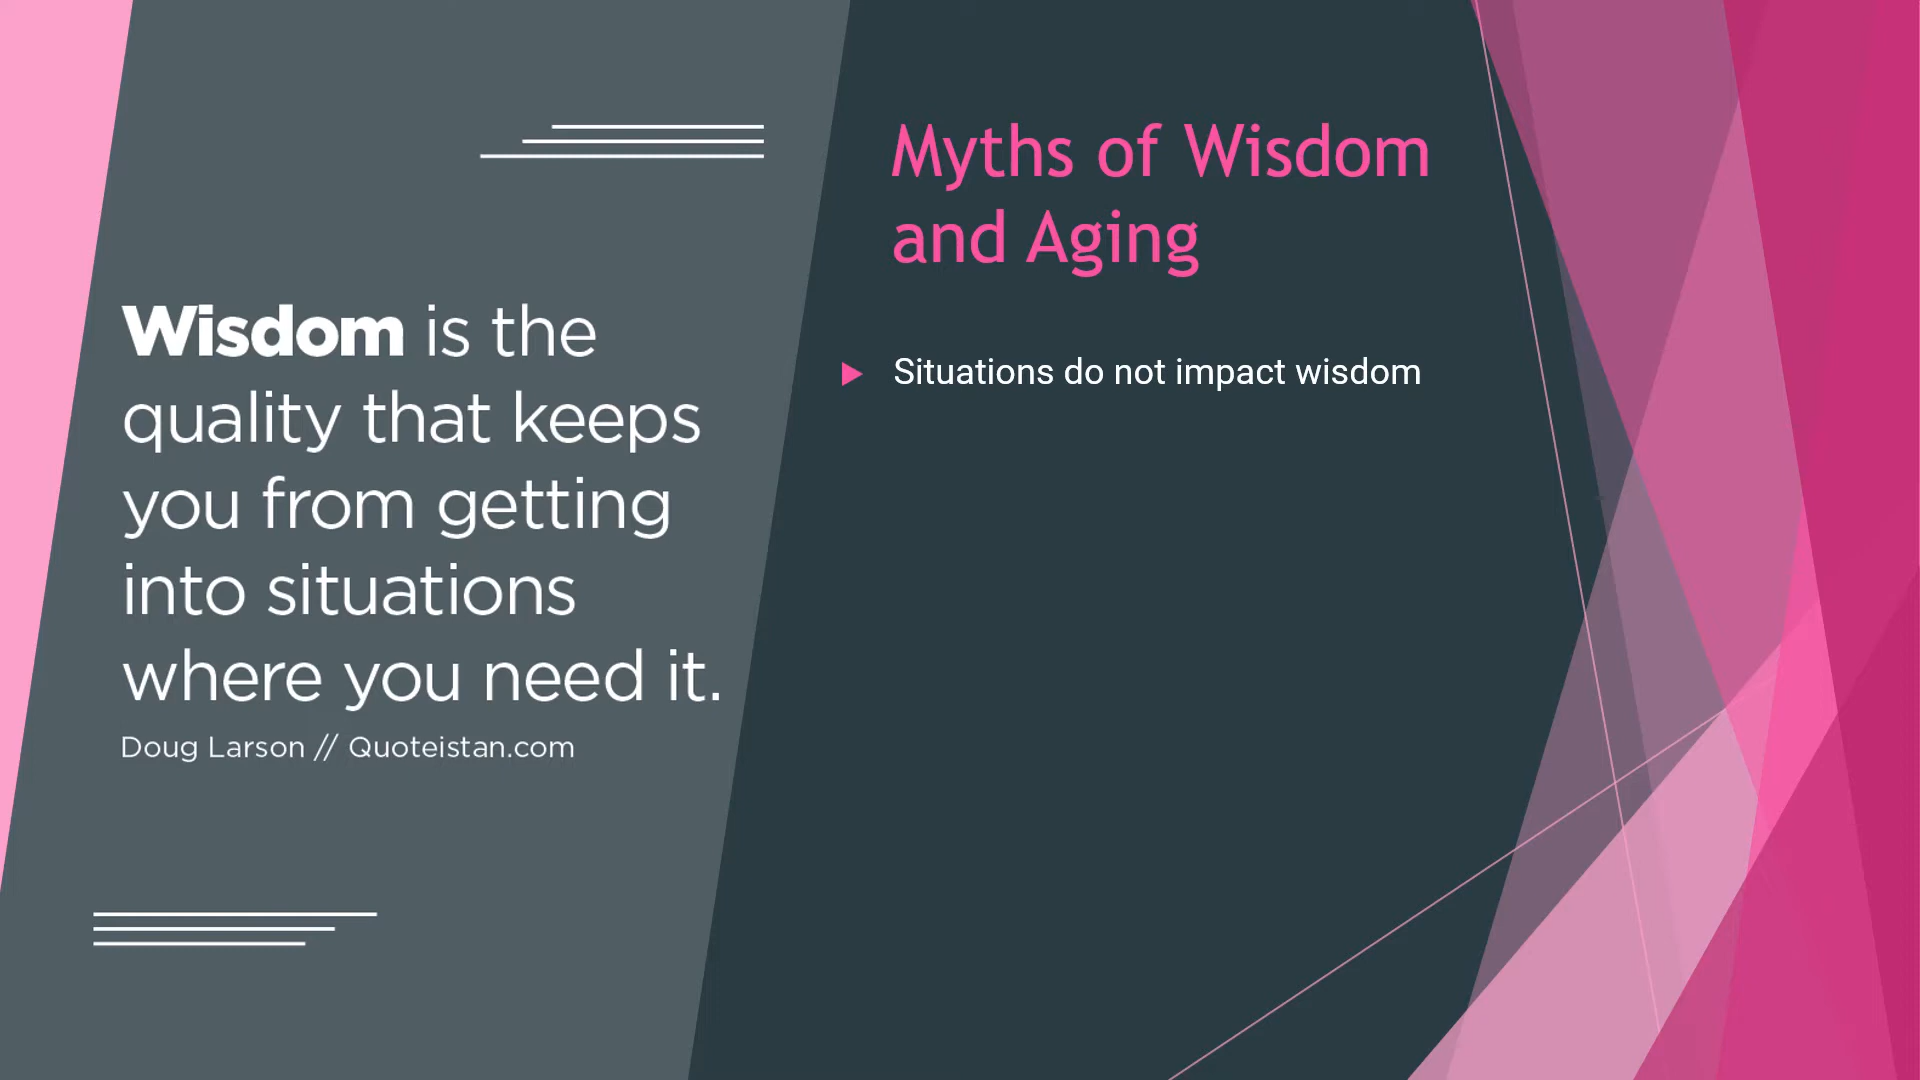 Wisdom is the
quality that keeps
you from getting
into situations
where you need it.
Doug Larson // Quoteistan.com
Myths of Wisdom
and Aging
Situations do not impact wisdom